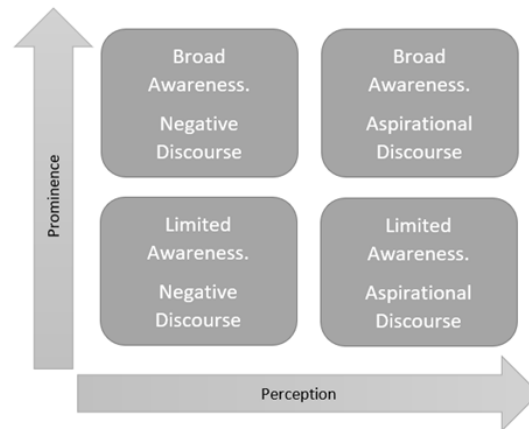 Prominence
Broad
Awareness.
Negative
Discourse
Broad
Awareness.
Aspirational
Discourse
Limited
Awareness.
Negative
Discourse
Limited
Awareness.
Aspirational
Discourse
Perception